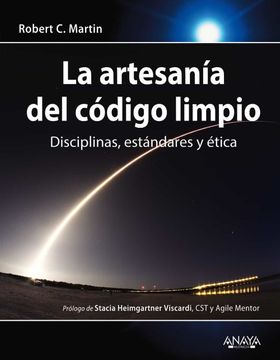 Robert C. Martin
La artesanía
del código limpio
Disciplinas, estándares y ética
Prólogo de Stacia Heimgartner Viscardi, CST y Agile Mentor
ANAYA